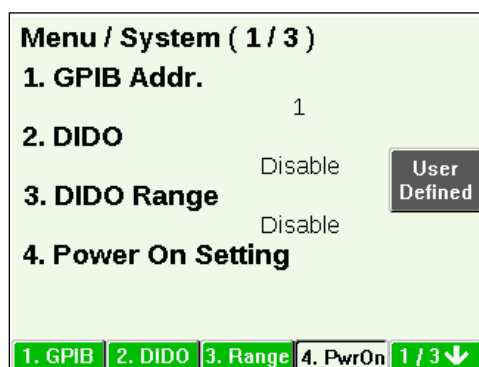 Menu / System ( 1 / 3 )
1. GPIB Addr.
1
2. DIDO
Disable
User
Defined
3. DIDO Range
Disable
4. Power On Setting
1. GPIB 2. DIDO 3. Range 4. PwrOn 1 / 3